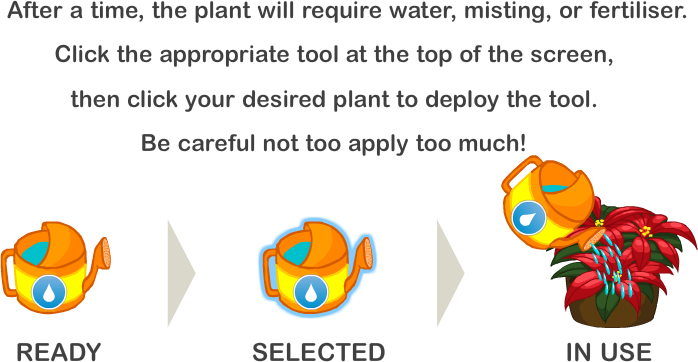 After a time, the plant will require water, misting, or fertiliser.
Click the appropriate tool at the top of the screen,
then click your desired plant to deploy the tool.
Be careful not too apply too much!
READY
SELECTED
IN USE